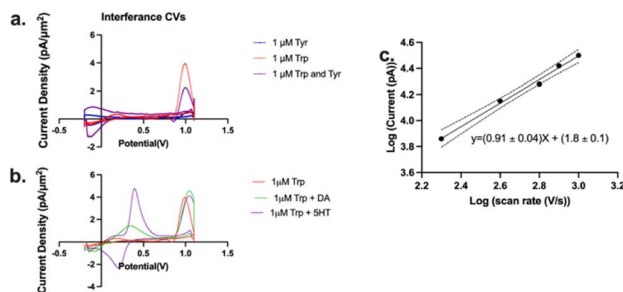 a.
Interferance CVs
Current Density (pA/μm²)
6
4
2
0
-2
-0.5
0.5
1.0
1.5
Potential(V)
1 μM Tyr
1 μM Trp
1 μM Trp and Tyr
b.
Current Density (pA/μm²)
6
4
2
0
-2
-4
-0.5
0.5
1.0
1.5
Potential(V)
1μM Trp
1μM Trp + DA
1μM Trp + 5HT
c.
Log (Current (pA))
4.6
4.4
4.2
4.0
3.8
3.6
y=(0.91 ± 0.04)X + (1.8 ± 0.1)
2.2
2.4
2.6
2.8
3.0
3.2
Log (scan rate (V/s))